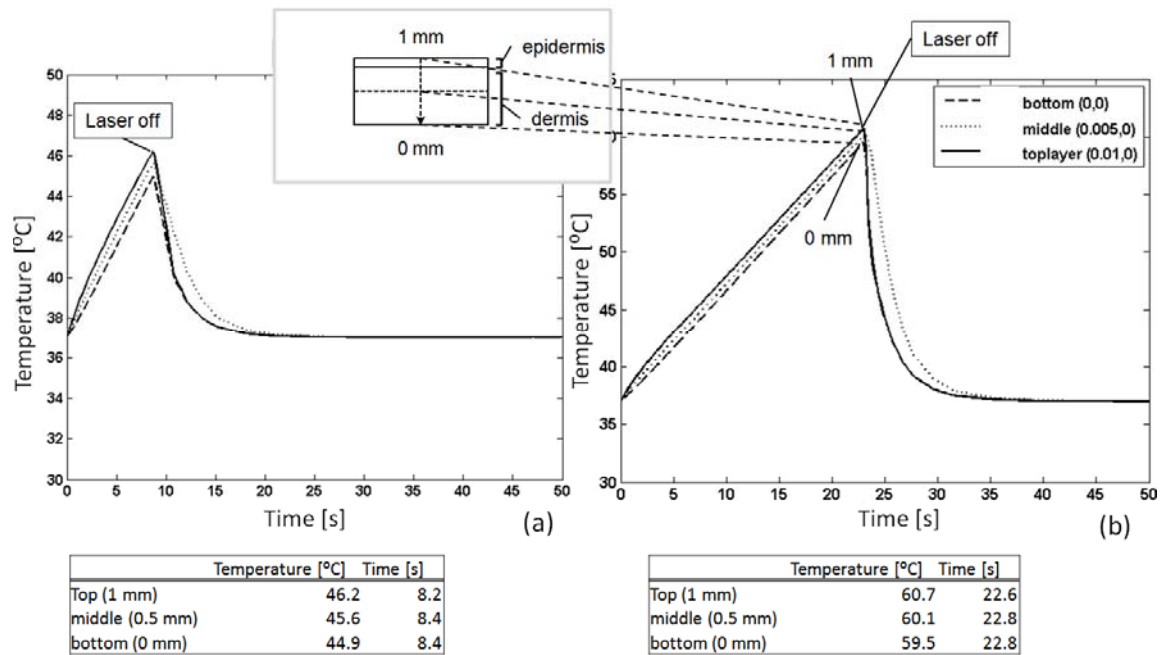 1 mm
epidermis
dermis
0 mm
Laser off
50
48
46
44
42
40
38
36
34
32
30
Temperature [°C]
0 5 10 15 20 25 30 35 40 45 50
Time [s]
(a)
Laser off
1 mm
0 mm
bottom (0,0)
middle (0.005,0)
toplayer (0.01,0)
55
50
45
40
35
30
Temperature [°C]
0 5 10 15 20 25 30 35 40 45 50
Time [s]
(b)
Temperature [°C] Time [s]
Top (1 mm) 46.2 8.2
middle (0.5 mm) 45.6 8.4
bottom (0 mm) 44.9 8.4
Temperature [°C] Time [s]
Top (1 mm) 60.7 22.6
middle (0.5 mm) 60.1 22.8
bottom (0 mm) 59.5 22.8